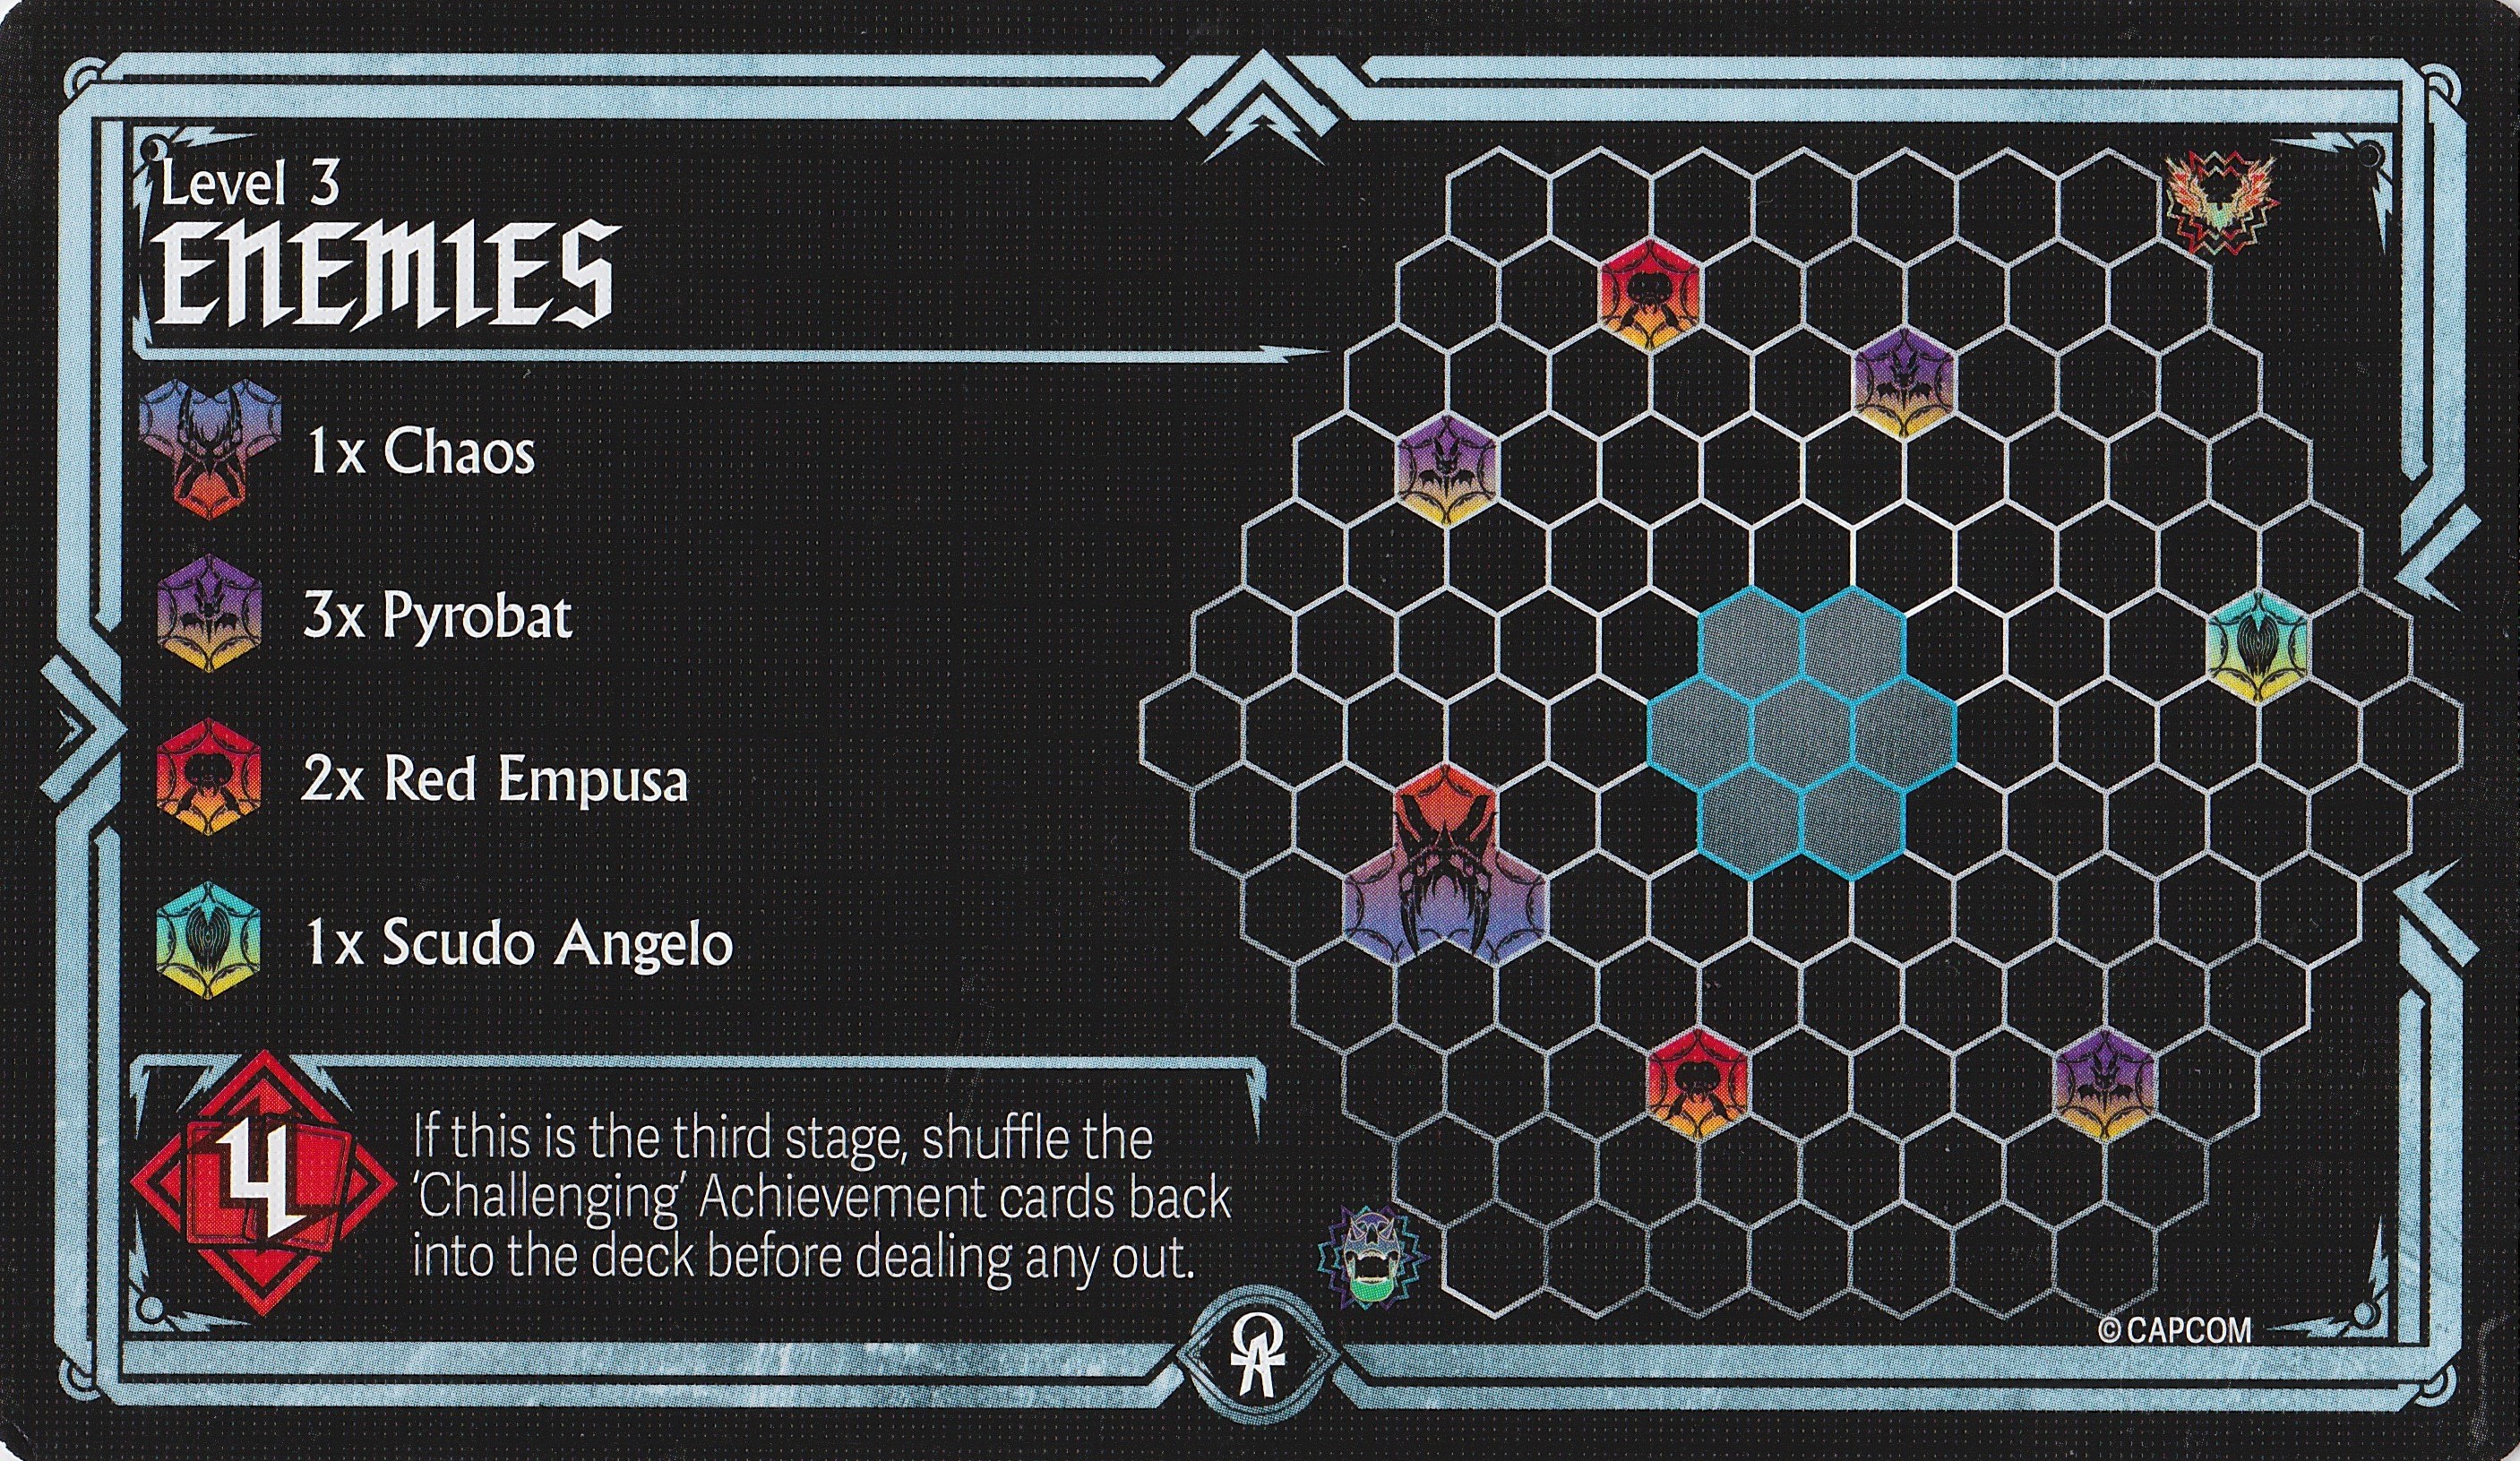 Level 3
ENEMIES
1x Chaos
3x Pyrobat
2x Red Empusa
1x Scudo Angelo
4
If this is the third stage, shuffle the
‘Challenging’ Achievement cards back
into the deck before dealing any out.
© CAPCOM